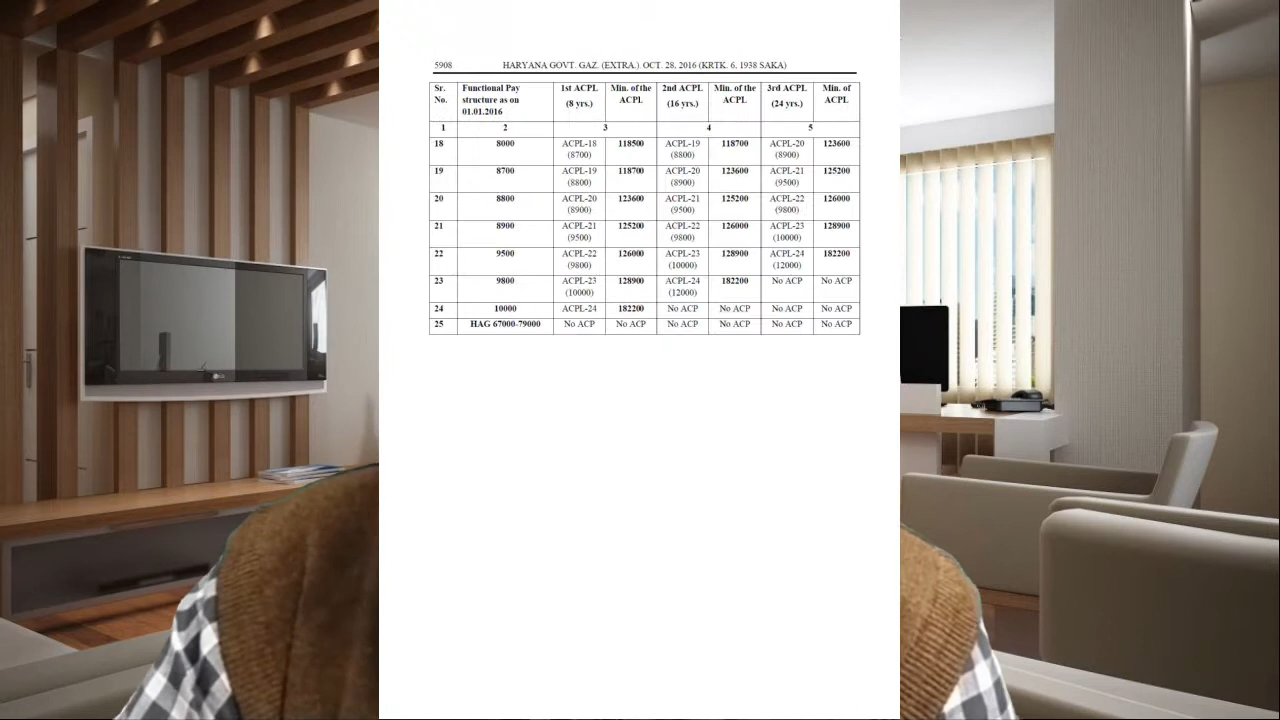 5908 HARYANA GOVT. GAZ. (EXTRA.) OCT. 28, 2016 (KRTK. 6, 1938 SAKA)
Sr. No. Functional Pay structure as on 01.01.2016 1st ACPL (8 yrs.) Min. of the ACPL 2nd ACPL (16 yrs.) Min. of the ACPL 3rd ACPL (24 yrs.) Min. of ACPL
1 2 3 4 5
18 8000 ACPL-18 (8700) 118500 ACPL-19 (8800) 118700 ACPL-20 (8900) 123600
19 8700 ACPL-19 (8800) 118700 ACPL-20 (8900) 123600 ACPL-21 (9500) 125200
20 8800 ACPL-20 (8900) 123600 ACPL-21 (9500) 125200 ACPL-22 (9800) 126000
21 8900 ACPL-21 (9500) 125200 ACPL-22 (9800) 126000 ACPL-23 (10000) 128900
22 9500 ACPL-22 (9800) 126000 ACPL-23 (10000) 128900 ACPL-24 (12000) 182200
23 9800 ACPL-23 (10000) 128900 ACPL-24 (12000) 182200 No ACP No ACP
24 10000 ACPL-24 182200 No ACP No ACP No ACP No ACP
25 HAG 67000-79000 No ACP No ACP No ACP No ACP No ACP No ACP